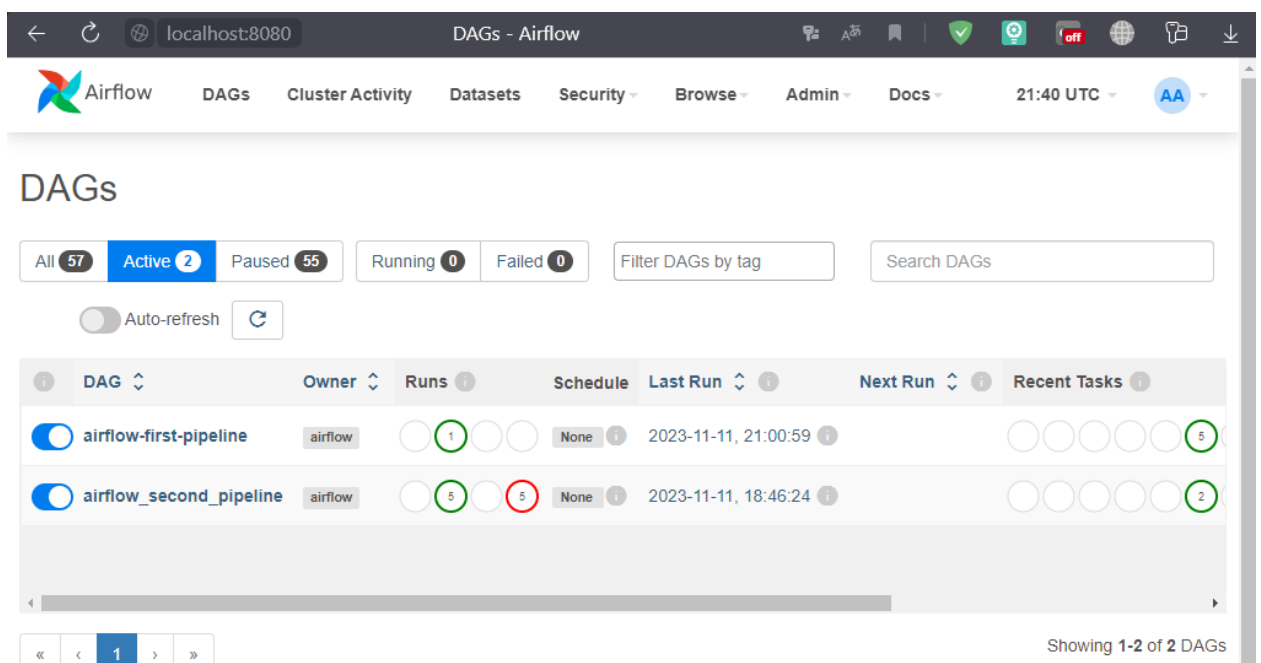 localhost:8080 DAGs - Airflow off
Airflow DAGs Cluster Activity Datasets Security Browse Admin Docs 21:40 UTC AA
DAGs
All 57 Active 2 Paused 55 Running 0 Failed 0 Filter DAGs by tag Search DAGs
Auto-refresh
DAG Owner Runs Schedule Last Run Next Run Recent Tasks
airflow-first-pipeline airflow 1 None 2023-11-11, 21:00:59 5
airflow_second_pipeline airflow 5 5 None 2023-11-11, 18:46:24 2
« ‹ 1 › » Showing 1-2 of 2 DAGs